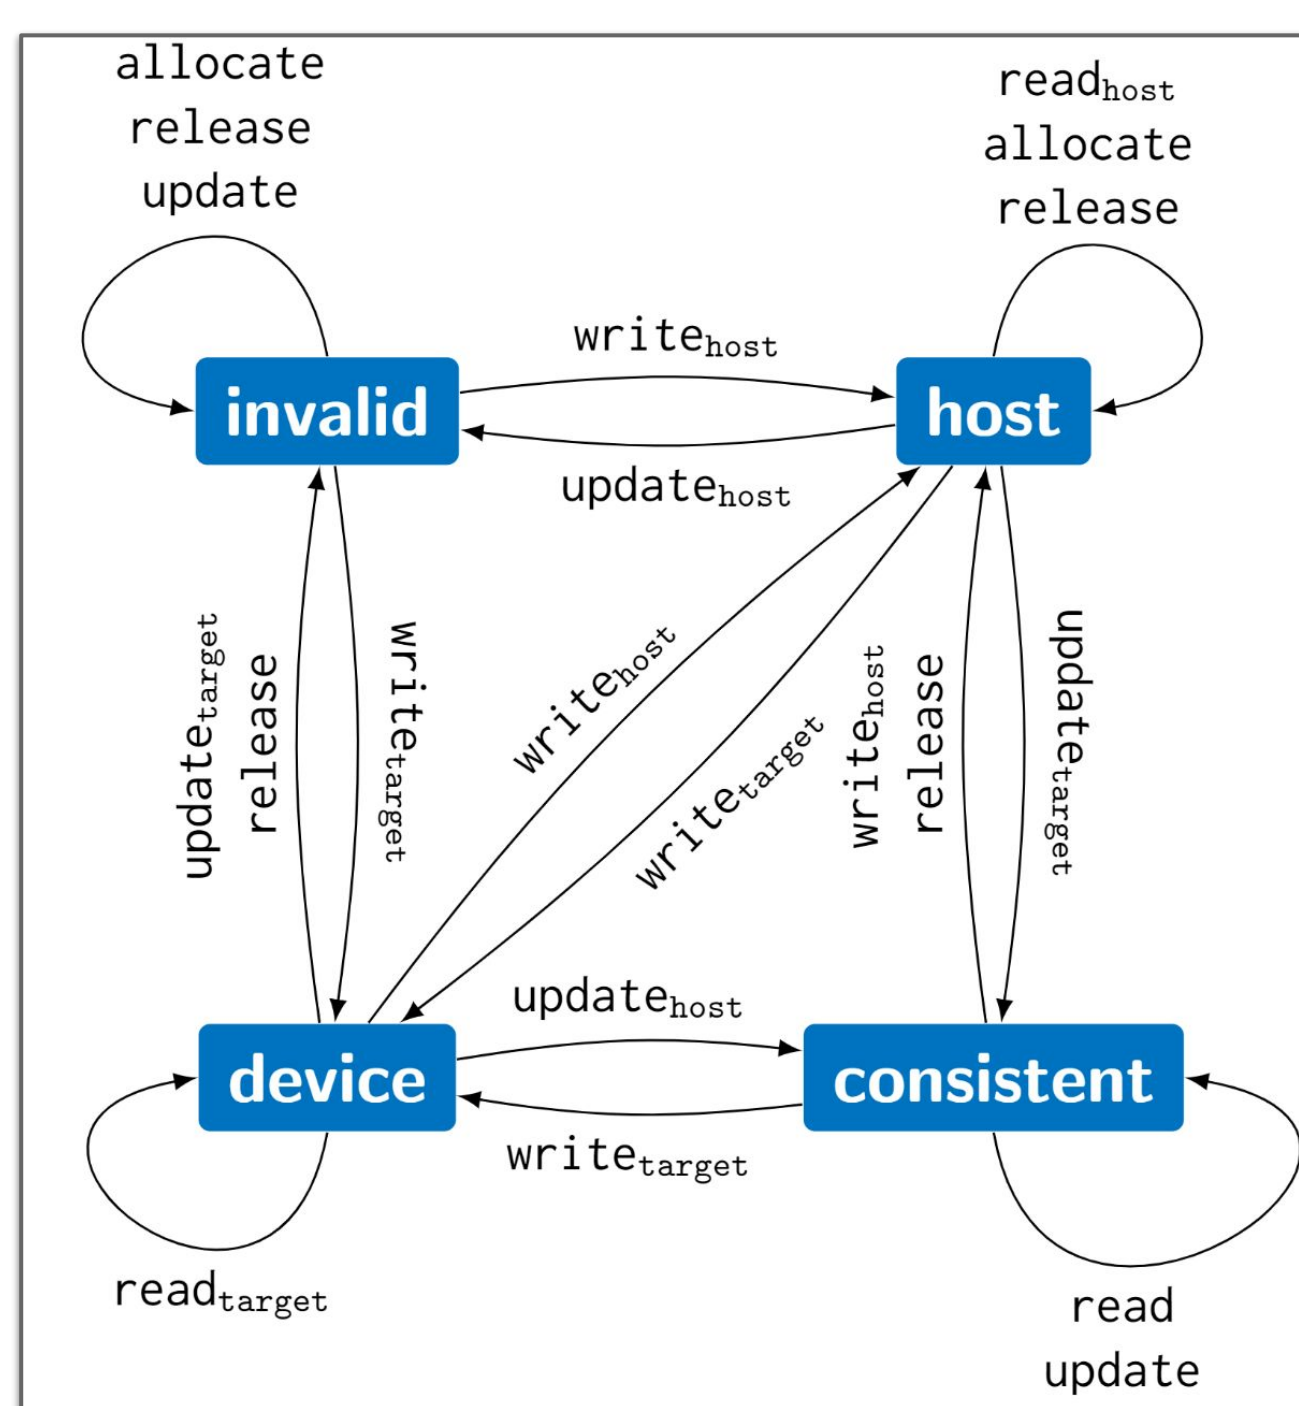 allocate
release
update
read_host
allocate
release
write_host
invalid
host
update_host
update_target
release
write_target
write_host
write_target
write_host
release
update_target
update_host
device
consistent
write_target
read_target
read
update